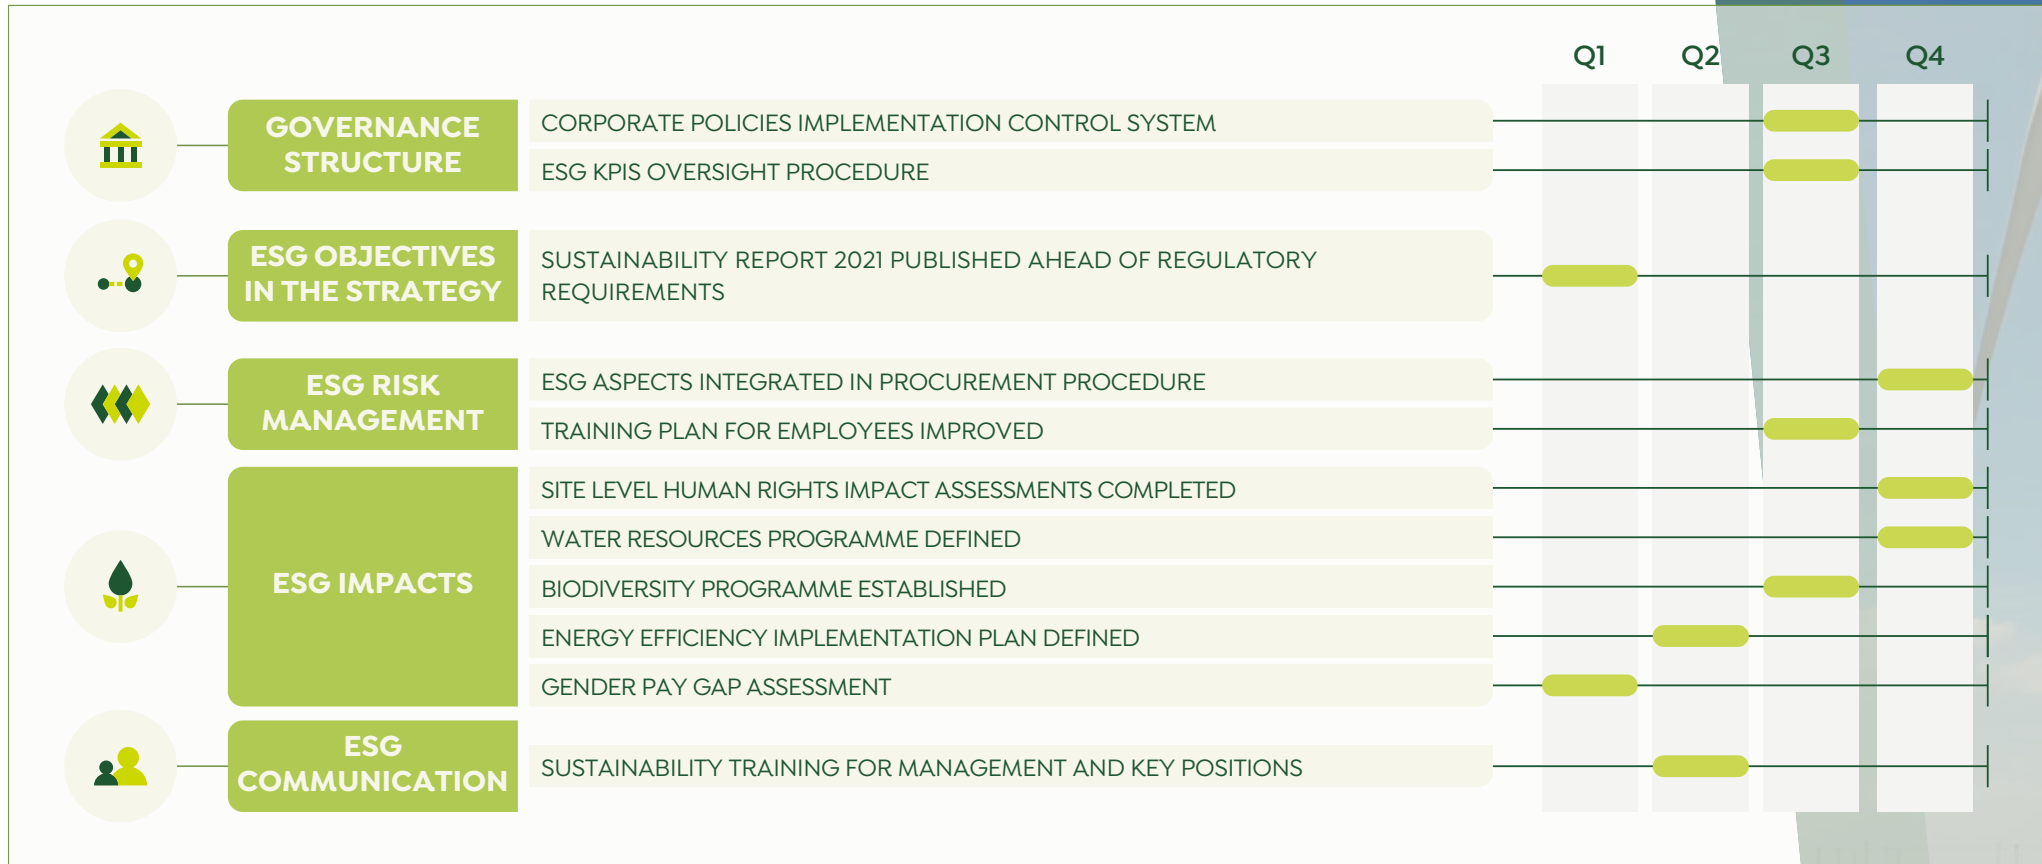 Q1 Q2 Q3 Q4
GOVERNANCE
STRUCTURE
CORPORATE POLICIES IMPLEMENTATION CONTROL SYSTEM
ESG KPIS OVERSIGHT PROCEDURE
ESG OBJECTIVES
IN THE STRATEGY
SUSTAINABILITY REPORT 2021 PUBLISHED AHEAD OF REGULATORY
REQUIREMENTS
ESG RISK
MANAGEMENT
ESG ASPECTS INTEGRATED IN PROCUREMENT PROCEDURE
TRAINING PLAN FOR EMPLOYEES IMPROVED
ESG IMPACTS
SITE LEVEL HUMAN RIGHTS IMPACT ASSESSMENTS COMPLETED
WATER RESOURCES PROGRAMME DEFINED
BIODIVERSITY PROGRAMME ESTABLISHED
ENERGY EFFICIENCY IMPLEMENTATION PLAN DEFINED
GENDER PAY GAP ASSESSMENT
ESG
COMMUNICATION
SUSTAINABILITY TRAINING FOR MANAGEMENT AND KEY POSITIONS